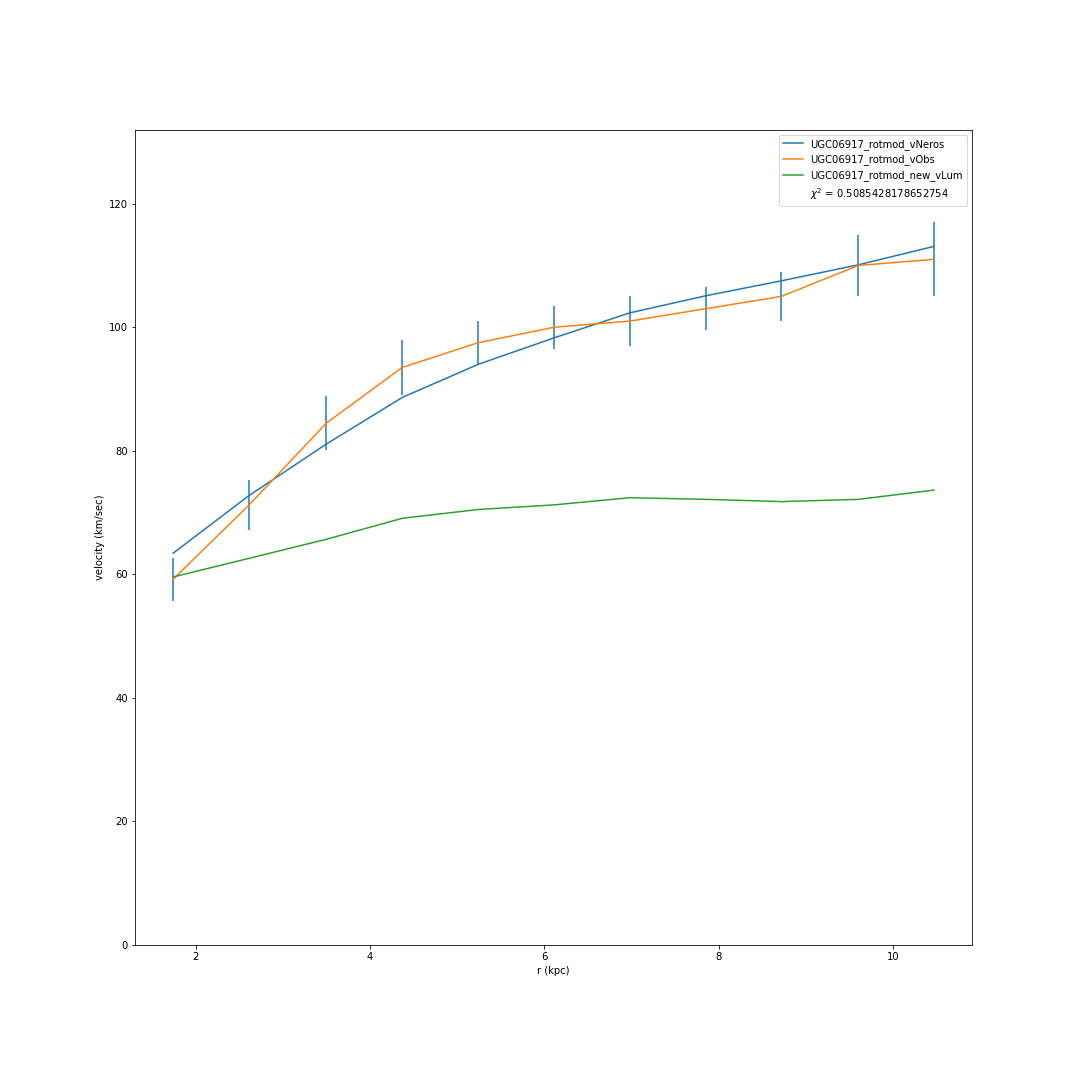 UGC06917_rotmod_vNeros
UGC06917_rotmod_vObs
UGC06917_rotmod_new_vLum
χ² = 0.5085428178652754
120
100
80
60
40
20
0
velocity (km/sec)
2 4 6 8 10
r (kpc)